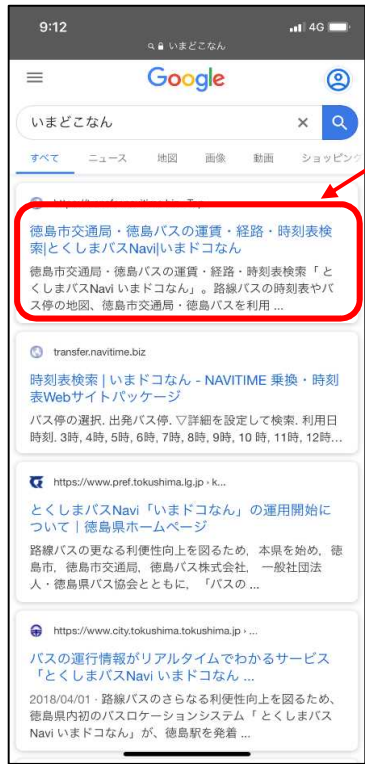 9:12
4G
いまどこなん
Google
いまどこなん
すべて ニュース 地図 画像 動画 ショッピング
徳島市交通局・徳島バスの運賃・経路・時刻表検
索|とくしまバスNavi|いまドコなん
徳島市交通局・徳島バスの運賃・経路・時刻表検索「 と
くしまバスNavi いまドコなん」。路線バスの時刻表やバ
ス停の地図、徳島市交通局・徳島バスを利用 ...
transfer.navitime.biz
時刻表検索 | いまドコなん - NAVITIME 乗換・時刻
表Webサイトパッケージ
バス停の選択. 出発バス停. ▽詳細を設定して検索. 利用日
時刻. 3時, 4時, 5時, 6時, 7時, 8時, 9時, 10 時, 11時, 12時...
https://www.pref.tokushima.lg.jp › k...
とくしまバスNavi「いまドコなん」の運用開始に
ついて｜徳島県ホームページ
路線バスの更なる利便性向上を図るため，本県を始め，徳
島市，徳島市交通局，徳島バス株式会社， 一般社団法
人・徳島県バス協会とともに，「バスの ...
https://www.city.tokushima.tokushima.jp › ...
バスの運行情報がリアルタイムでわかるサービス
「とくしまバスNavi いまドコなん ...
2018/04/01 · 路線バスのさらなる利便性向上を図るため、
徳島県内初のバスロケーションシステム「 とくしまバス
Navi いまドコなん」が、徳島駅を発着 ...